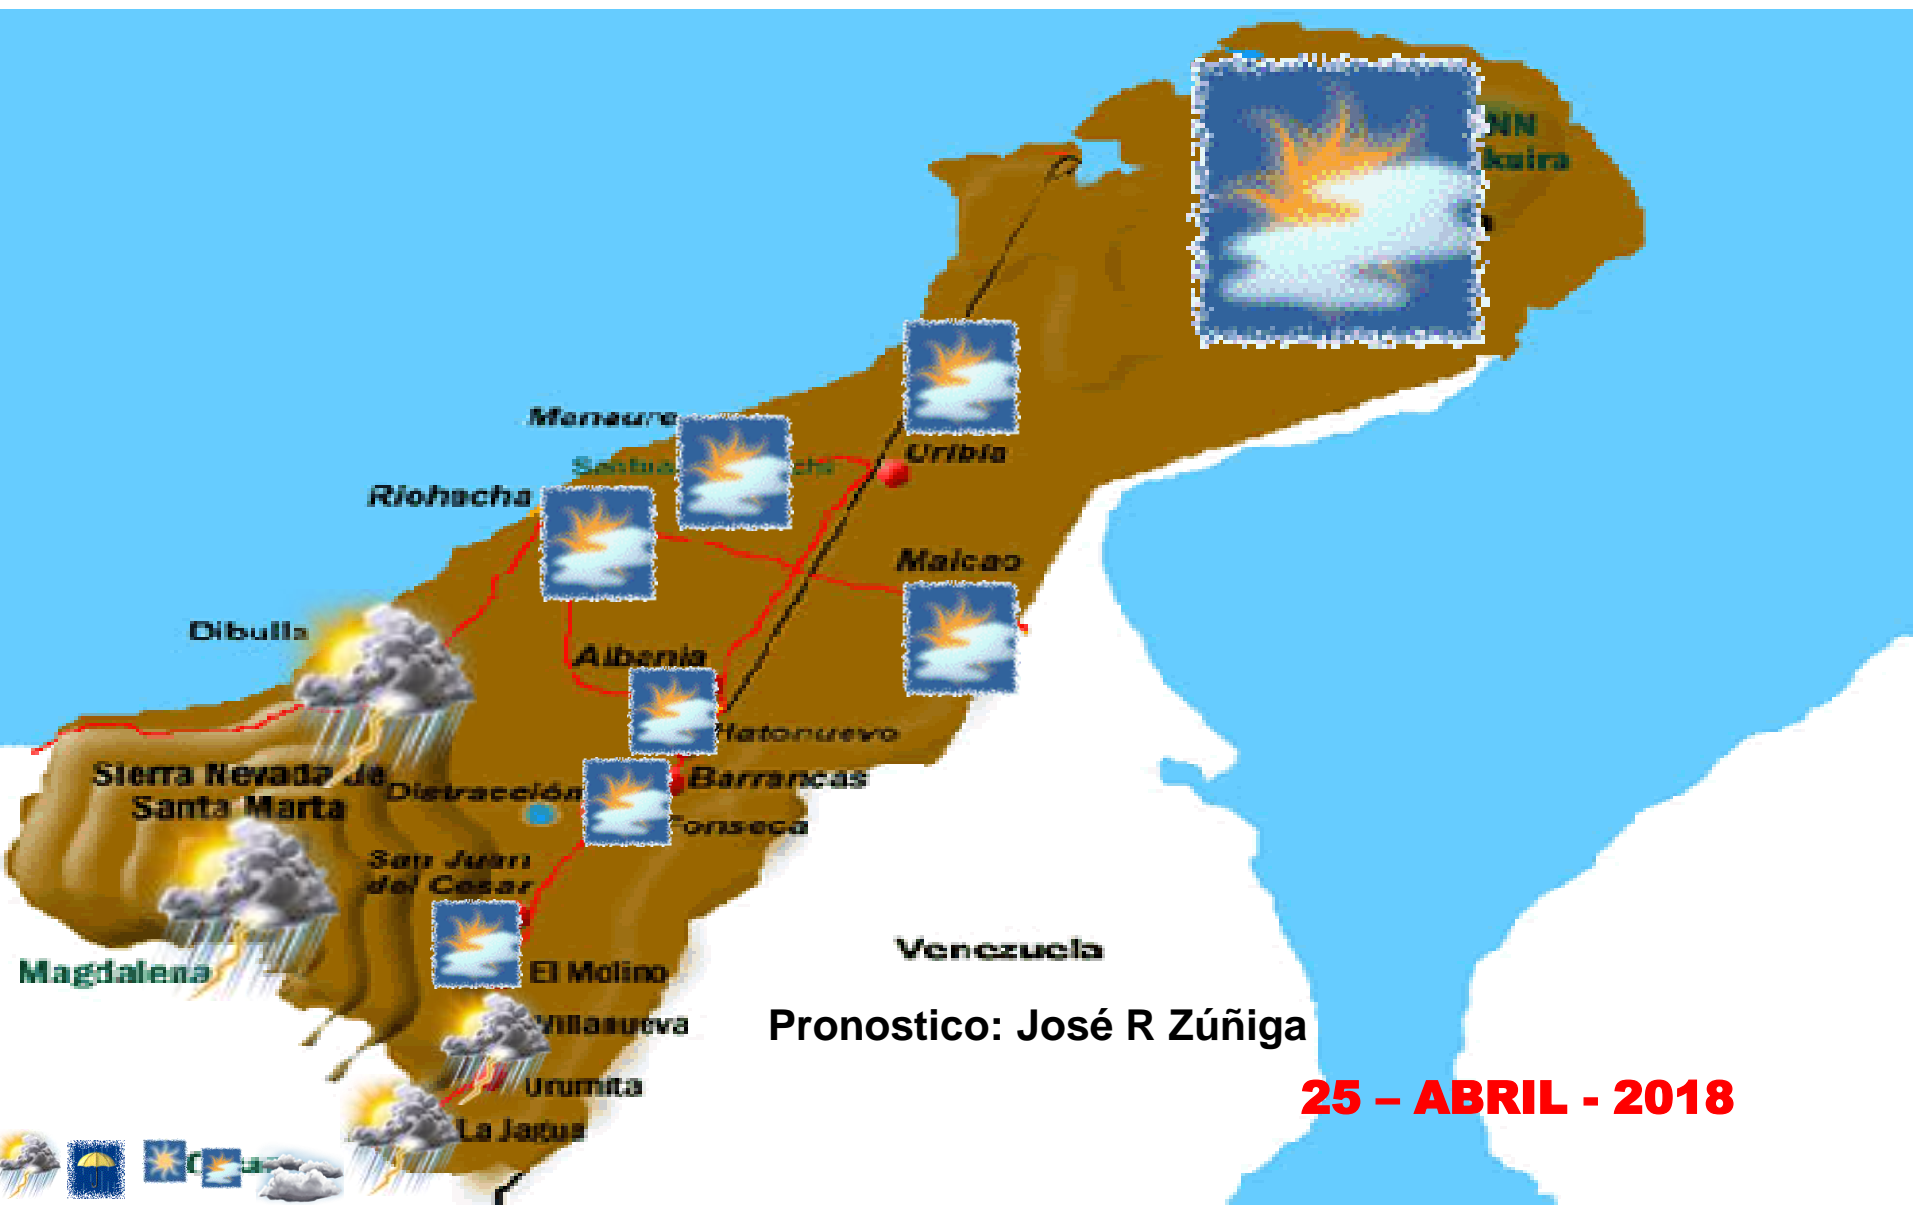 NN
kuira
Manaure
Uribia
Riohacha
Maicao
Dibulla
Albania
Hatonuevo
Sierra Nevada de
Santa Marta
Distracción
Barrancas
Fonseca
San Juan
del Cesar
Venezuela
Magdalena
El Molino
Villanueva
Pronostico: José R Zúñiga
Urumita
25 – ABRIL - 2018
La Jagua